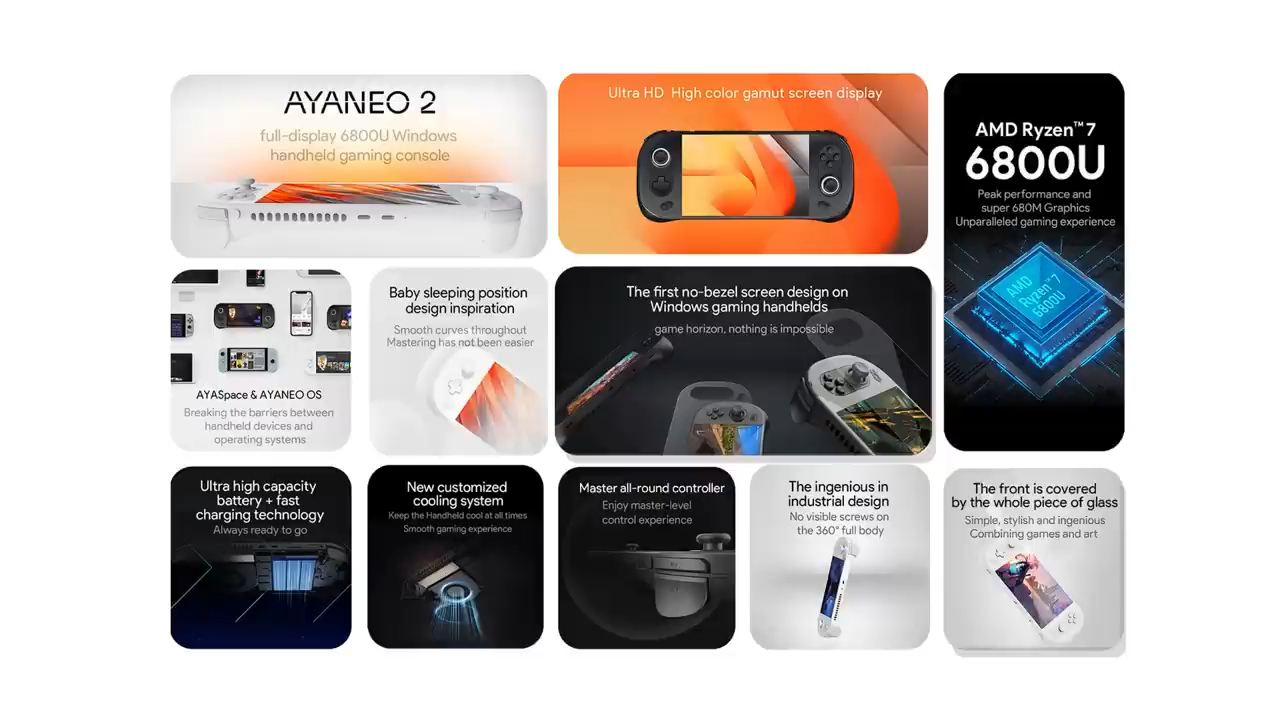 AYANEO 2
full-display 6800U Windows
handheld gaming console
Ultra HD High color gamut screen display
AMD Ryzen™ 7
6800U
Peak performance and
super 680M Graphics
Unparalleled gaming experience
AMD
Ryzen™7
6800U
AYASpace & AYANEO OS
Breaking the barriers between
handheld devices and
operating systems
Baby sleeping position
design inspiration
Smooth curves throughout
Mastering has not been easier
The first no-bezel screen design on
Windows gaming handhelds
game horizon, nothing is impossible
Ultra high capacity
battery + fast
charging technology
Always ready to go
New customized
cooling system
Keep the Handheld cool at all times
Smooth gaming experience
Master all-round controller
Enjoy master-level
control experience
The ingenious in
industrial design
No visible screws on
the 360° full body
The front is covered
by the whole piece of glass
Simple, stylish and ingenious
Combining games and art